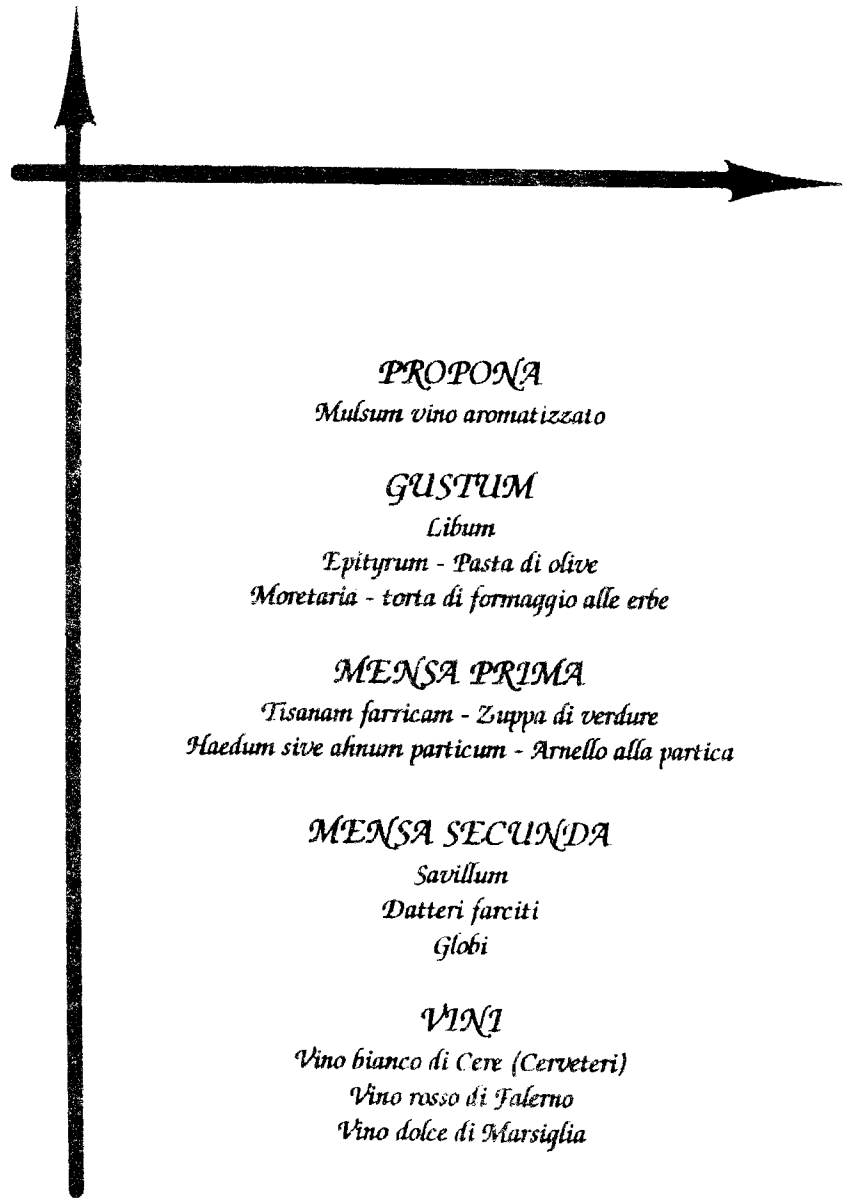 PROPONA
Mulsum vino aromatizzato
GUSTUM
Libum
Epityrum - Pasta di olive
Moretaria - torta di formaggio alle erbe
MENSA PRIMA
Tisanam farricam - Zuppa di verdure
Haedum sive ahnum particum - Arnello alla partica
MENSA SECUNDA
Savillum
Datteri farciti
Globi
VINI
Vino bianco di Cere (Cerveteri)
Vino rosso di Falerno
Vino dolce di Marsiglia